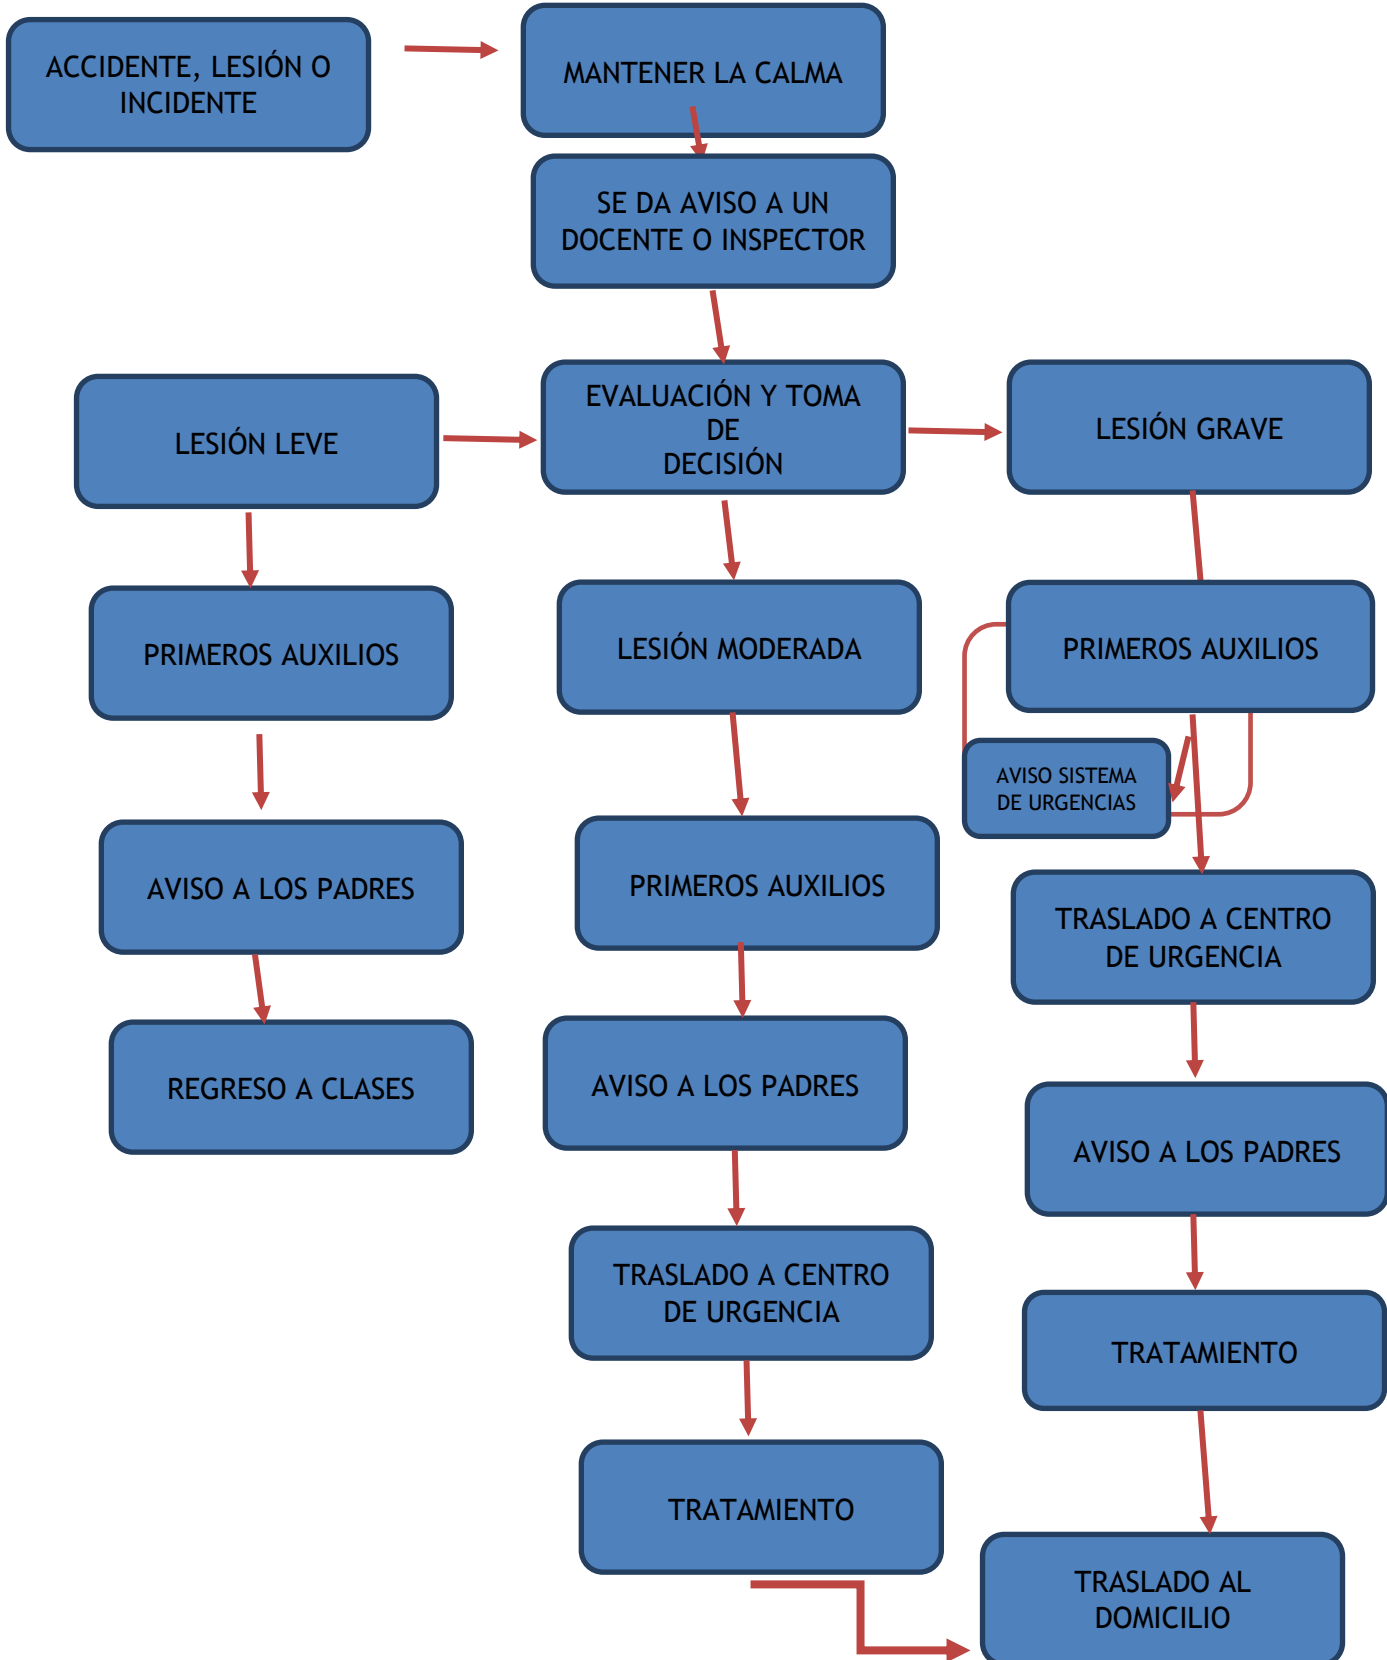 ACCIDENTE, LESIÓN O
INCIDENTE
MANTENER LA CALMA
SE DA AVISO A UN
DOCENTE O INSPECTOR
LESIÓN LEVE
EVALUACIÓN Y TOMA
DE
DECISIÓN
LESIÓN GRAVE
PRIMEROS AUXILIOS
LESIÓN MODERADA
PRIMEROS AUXILIOS
AVISO SISTEMA
DE URGENCIAS
AVISO A LOS PADRES
PRIMEROS AUXILIOS
TRASLADO A CENTRO
DE URGENCIA
REGRESO A CLASES
AVISO A LOS PADRES
AVISO A LOS PADRES
TRASLADO A CENTRO
DE URGENCIA
TRATAMIENTO
TRATAMIENTO
TRASLADO AL
DOMICILIO